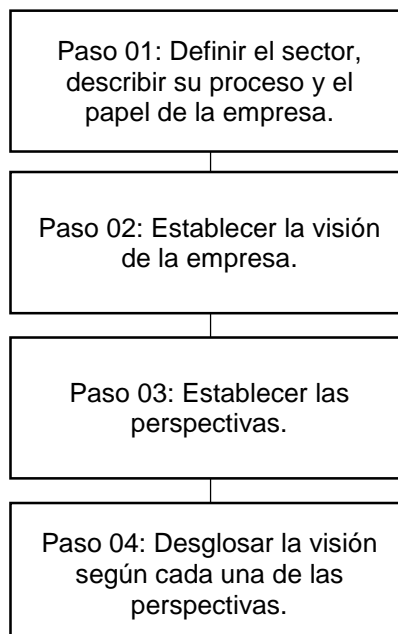 Paso 01: Definir el sector,
describir su proceso y el
papel de la empresa.
Paso 02: Establecer la visión
de la empresa.
Paso 03: Establecer las
perspectivas.
Paso 04: Desglosar la visión
según cada una de las
perspectivas.